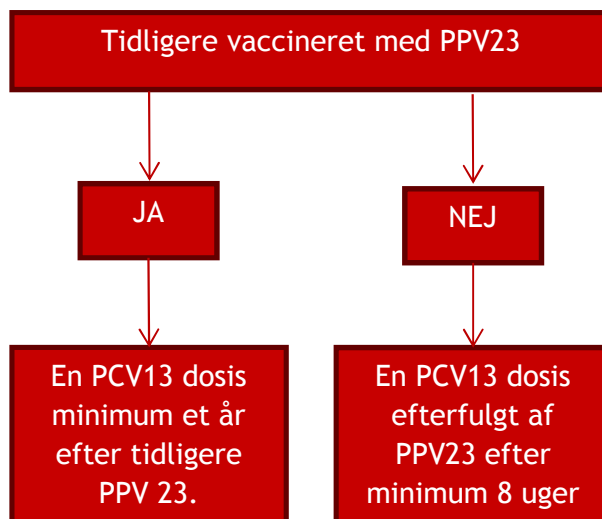 Tidligere vaccineret med PPV23
JA
NEJ
En PCV13 dosis
minimum et år
efter tidligere
PPV 23.
En PCV13 dosis
efterfulgt af
PPV23 efter
minimum 8 uger